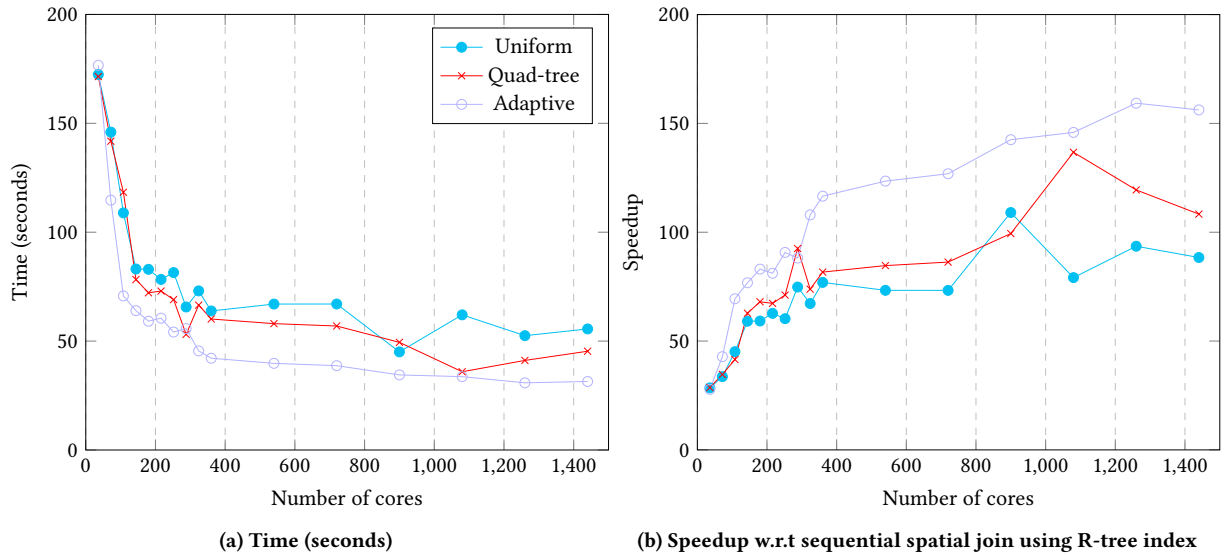 200
150
100
50
0
Time (seconds)
0 200 400 600 800 1,000 1,200 1,400
Number of cores
Uniform
Quad-tree
Adaptive
(a) Time (seconds)
200
150
100
50
0
Speedup
0 200 400 600 800 1,000 1,200 1,400
Number of cores
(b) Speedup w.r.t sequential spatial join using R-tree index